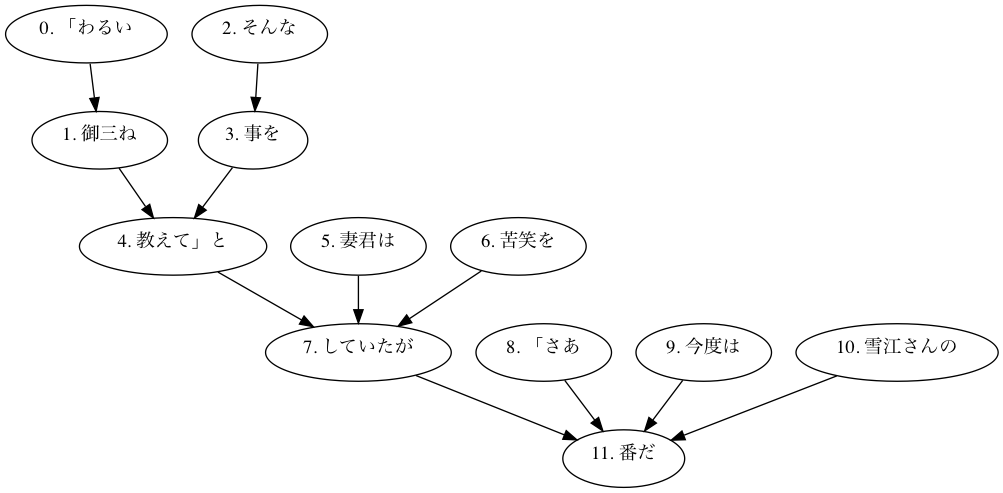 0. 「わるい
2. そんな
1. 御三ね
3. 事を
4. 教えて」と
5. 妻君は
6. 苦笑を
7. していたが
8. 「さあ
9. 今度は
10. 雪江さんの
11. 番だ